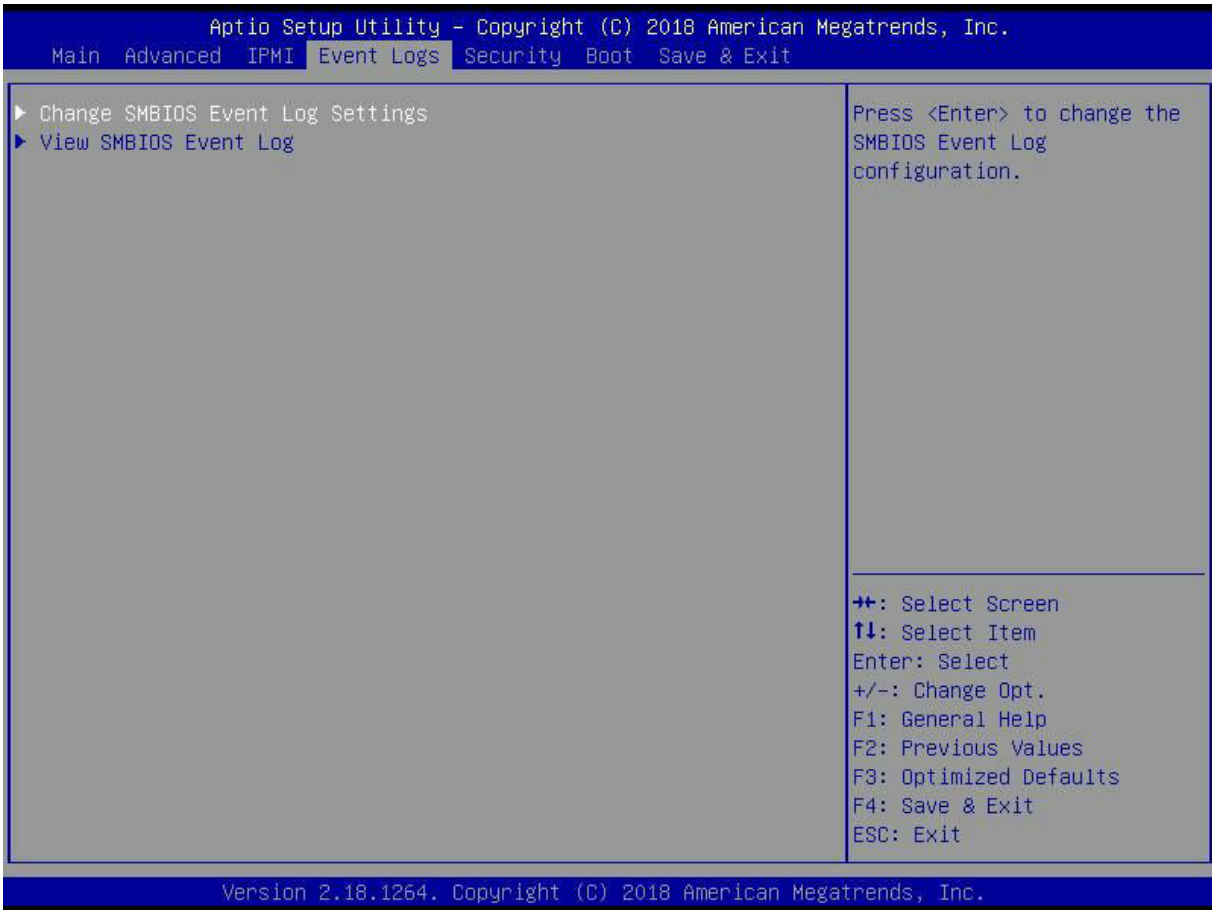 Aptio Setup Utility – Copyright (C) 2018 American Megatrends, Inc.
Main Advanced IPMI Event Logs Security Boot Save & Exit
▶ Change SMBIOS Event Log Settings
▶ View SMBIOS Event Log
Press <Enter> to change the
SMBIOS Event Log
configuration.
→←: Select Screen
↑↓: Select Item
Enter: Select
+/-: Change Opt.
F1: General Help
F2: Previous Values
F3: Optimized Defaults
F4: Save & Exit
ESC: Exit
Version 2.18.1264. Copyright (C) 2018 American Megatrends, Inc.